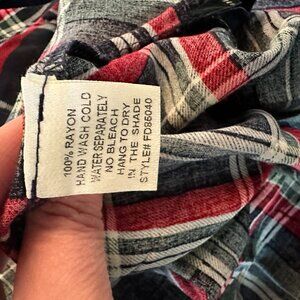 100% RAYON
HAND WASH COLD
WATER SEPARATELY
NO BLEACH
HANG TO DRY
IN THE SHADE
STYLE# FD86040